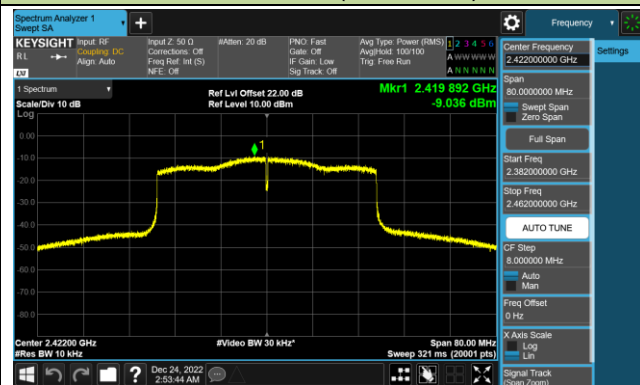 Spectrum Analyzer 1
Swept SA
Frequency
KEYSIGHT
RL
LXI
Input: RF
Coupling: DC
Align: Auto
Input Z: 50 Ω
Corrections: Off
Freq Ref: Int (S)
NFE: Off
#Atten: 20 dB
PNO: Fast
Gate: Off
IF Gain: Low
Sig Track: Off
Avg Type: Power (RMS)
Avg|Hold: 100/100
Trig: Free Run
1 2 3 4 5 6
A W W W W W
A N N N N N
1 Spectrum
Scale/Div 10 dB
Log
Ref Lvl Offset 22.00 dB
Ref Level 10.00 dBm
Mkr1 2.419 892 GHz
-9.036 dBm
0.00
-10.0
-20.0
-30.0
-40.0
-50.0
-60.0
-70.0
-80.0
1
Center 2.42200 GHz
#Res BW 10 kHz
#Video BW 30 kHz*
Span 80.00 MHz
Sweep 321 ms (20001 pts)
Dec 24, 2022
2:53:44 AM
Center Frequency
2.422000000 GHz
Settings
Span
80.0000000 MHz
Swept Span
Zero Span
Full Span
Start Freq
2.382000000 GHz
Stop Freq
2.462000000 GHz
AUTO TUNE
CF Step
8.000000 MHz
Auto
Man
Freq Offset
0 Hz
X Axis Scale
Log
Lin
Signal Track
(Span Zoom)